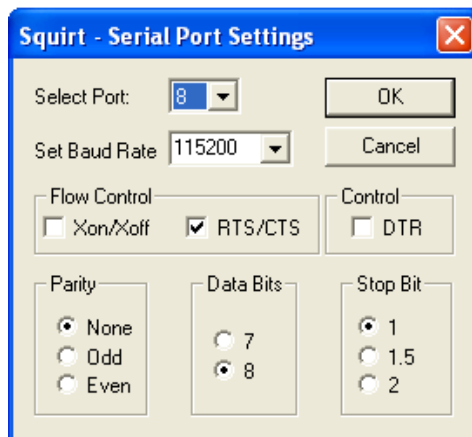 Squirt - Serial Port Settings
Select Port: 8 OK
Set Baud Rate 115200 Cancel
Flow Control Control
Xon/Xoff RTS/CTS DTR
Parity Data Bits Stop Bit
None 7 1
Odd 8 1.5
Even 2